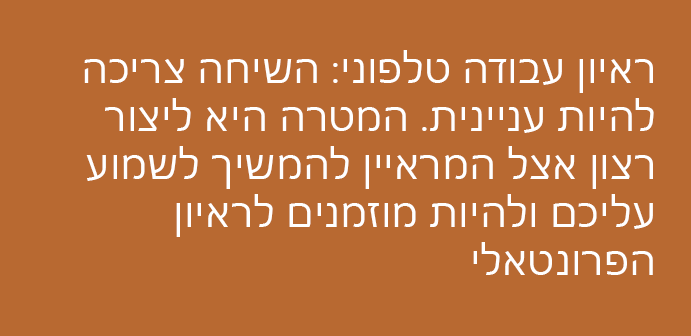 ראיון עבודה טלפוני: השיחה צריכה
להיות עניינית. המטרה היא ליצור
רצון אצל המראיין להמשיך לשמוע
עליכם ולהיות מוזמנים לראיון
הפרונטאלי